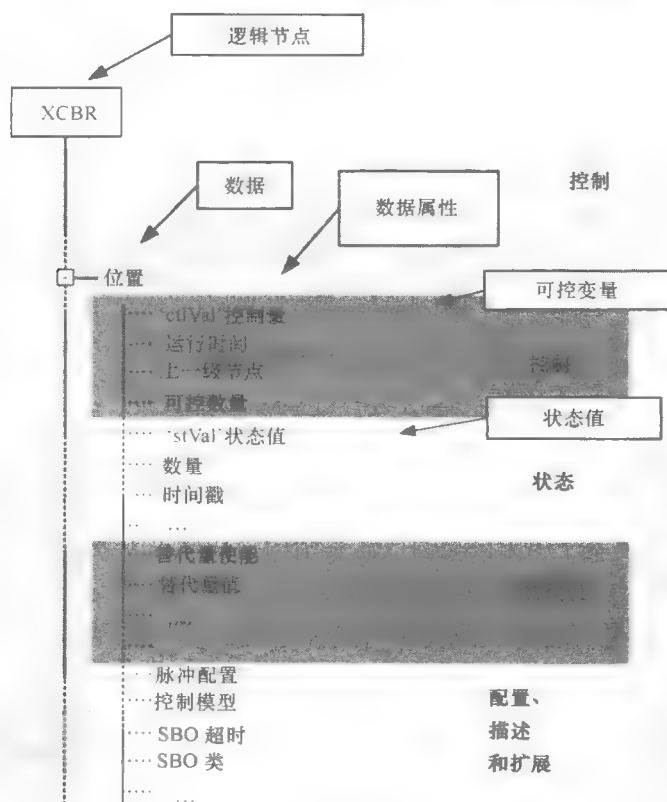 逻辑节点
XCBR
数据
数据属性
控制
位置
可控变量
'ctlVal'控制量
运行时间
上一级节点
控制
可控数量
状态值
'stVal'状态值
数量
状态
时间戳
...
替代量使能
替代量值
脉冲配置
控制模型
配置、
SBO 超时
描述
SBO 类
和扩展
...